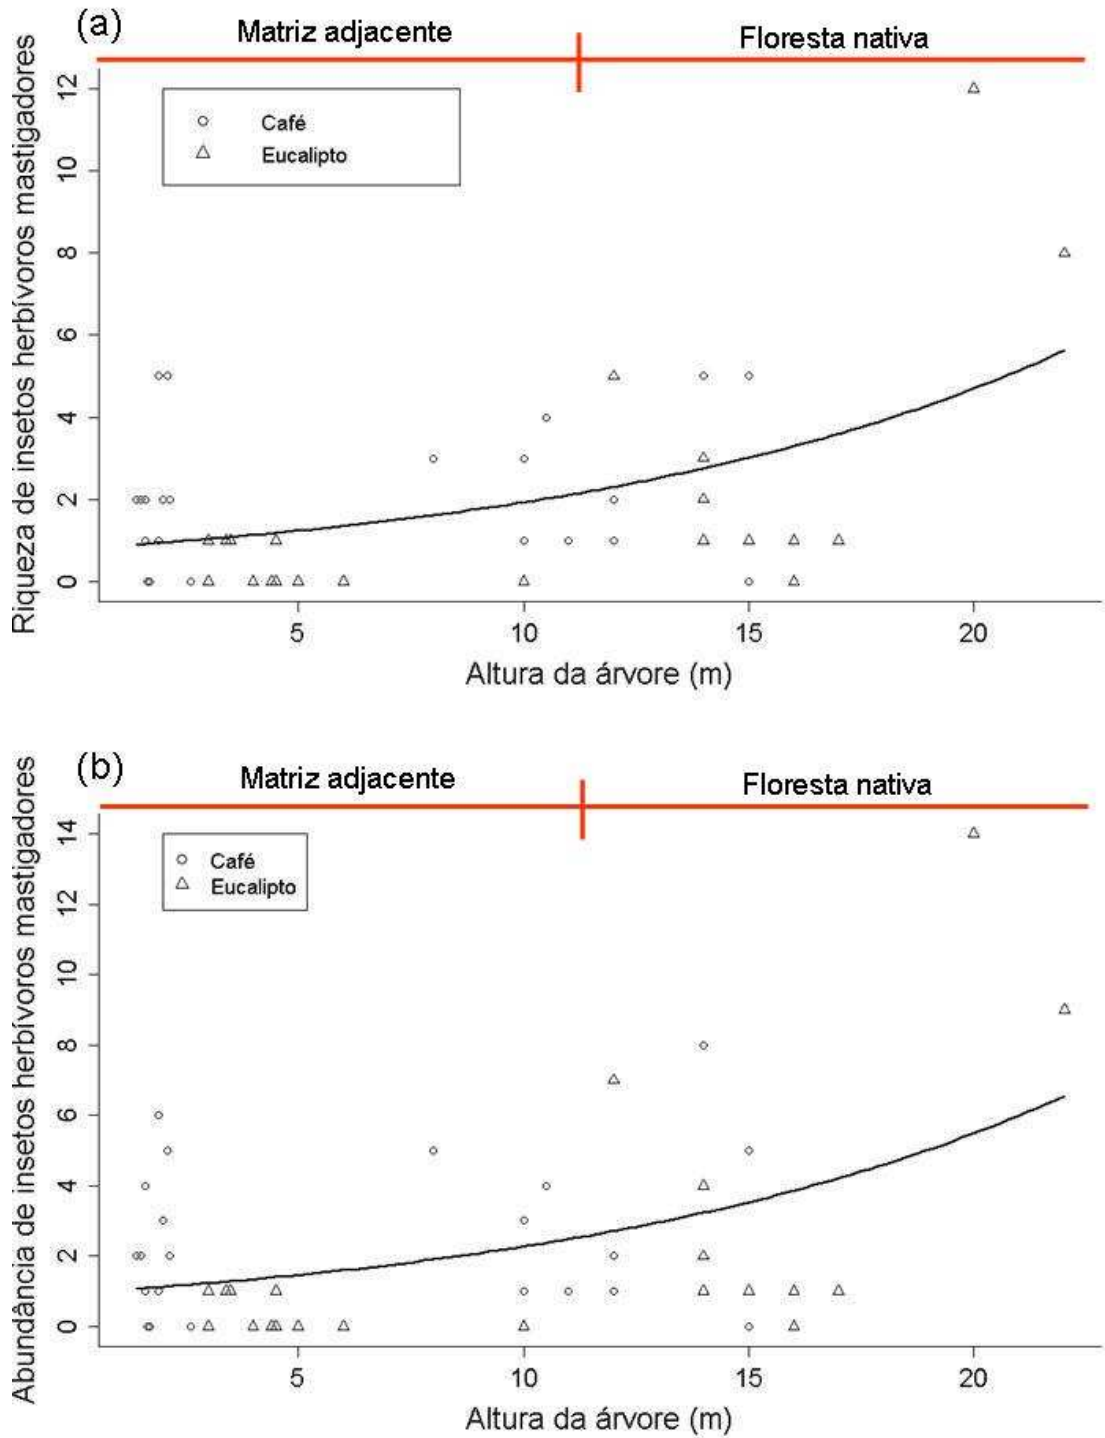 (a)
Matriz adjacente
Floresta nativa
Riqueza de insetos herbívoros mastigadores
12
10
8
6
4
2
0
Café
Eucalipto
5
10
15
20
Altura da árvore (m)
(b)
Matriz adjacente
Floresta nativa
Abundância de insetos herbívoros mastigadores
14
12
10
8
6
4
2
0
Café
Eucalipto
5
10
15
20
Altura da árvore (m)